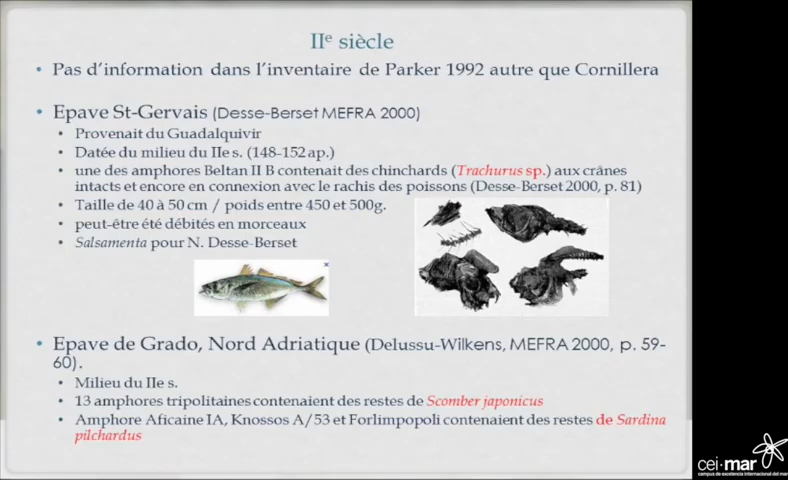 IIe siècle
• Pas d'information dans l'inventaire de Parker 1992 autre que Cornillera
• Epave St-Gervais (Desse-Berset MEFRA 2000)
• Provenait du Guadalquivir
• Datée du milieu du IIe s. (148-152 ap.)
• une des amphores Beltan II B contenait des chinchards (Trachurus sp.) aux crânes
intacts et encore en connexion avec le rachis des poissons (Desse-Berset 2000, p. 81)
• Taille de 40 à 50 cm / poids entre 450 et 500g.
• peut-être été débités en morceaux
• Salsamenta pour N. Desse-Berset
• Epave de Grado, Nord Adriatique (Delussu-Wilkens, MEFRA 2000, p. 59-
60).
• Milieu du IIe s.
• 13 amphores tripolitaines contenaient des restes de Scomber japonicus
• Amphore Aficaine IA, Knossos A/53 et Forlimpopoli contenaient des restes de Sardina
pilchardus
cei·mar
campus de excelencia internacional del mar